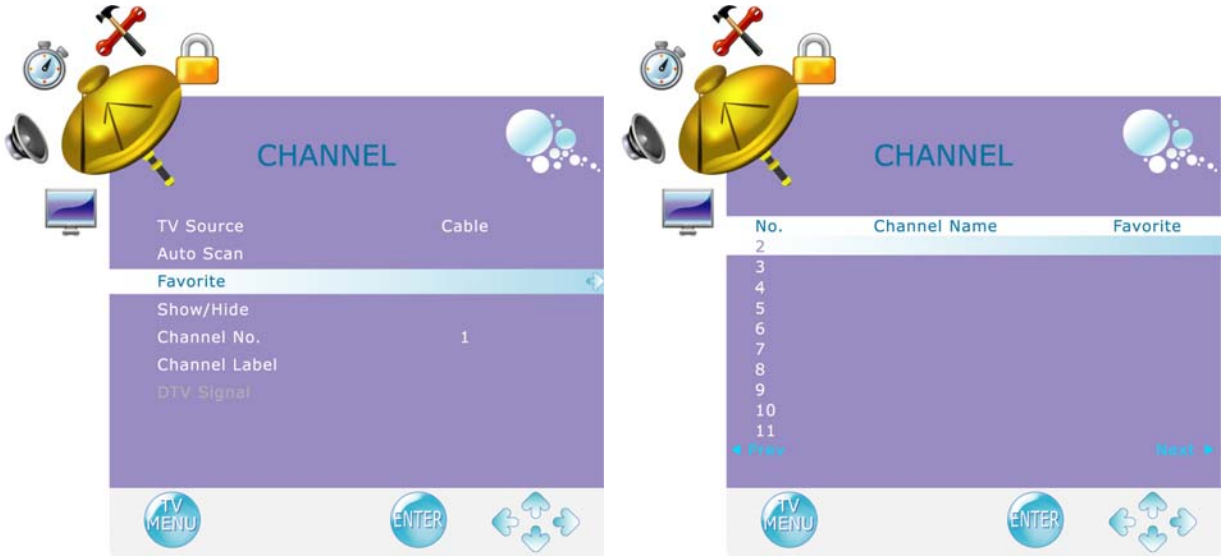 CHANNEL
TV Source Cable
Auto Scan
Favorite
Show/Hide
Channel No. 1
Channel Label
DTV Signal
TV
MENU
ENTER
CHANNEL
No. Channel Name Favorite
2
3
4
5
6
7
8
9
10
11
Prev Next
TV
MENU
ENTER